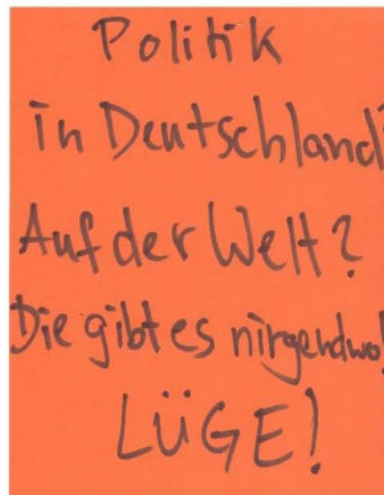 Politik
in Deutschland?
Auf der Welt?
Die gibt es nirgendwo!
LÜGE!